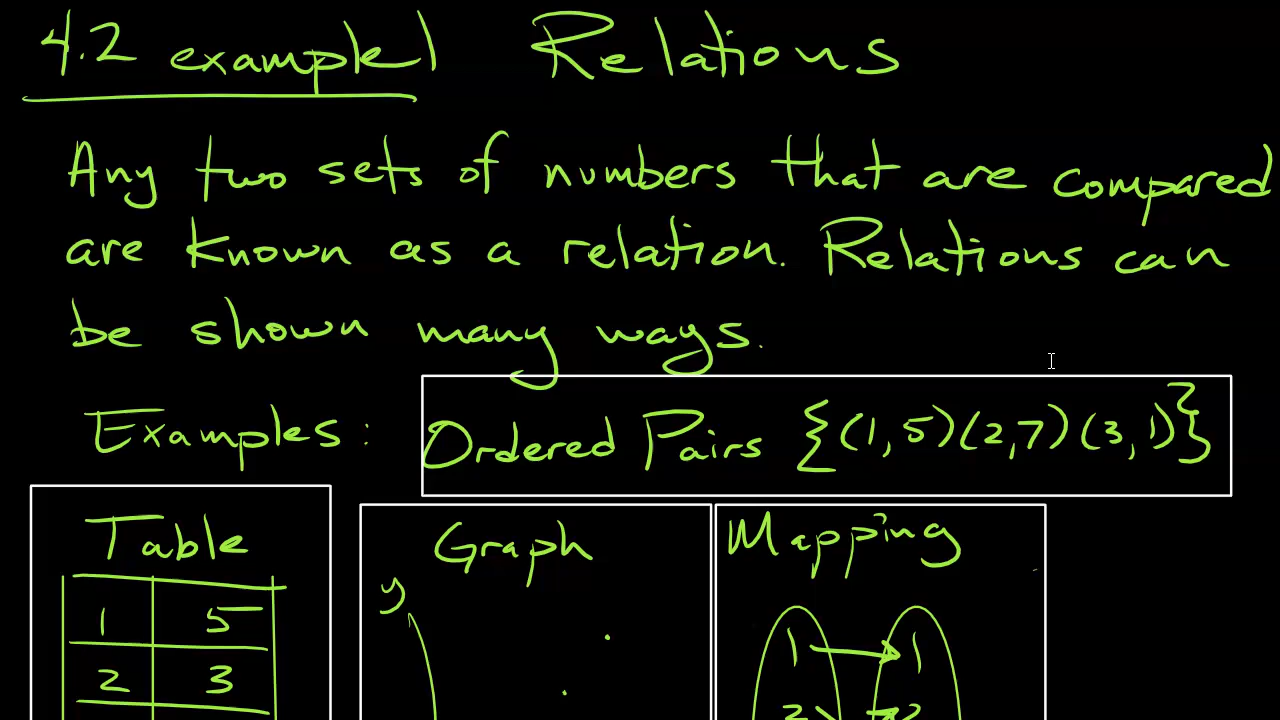 4.2 example 1 Relations
Any two sets of numbers that are compared
are known as a relation. Relations can
be shown many ways.
Examples: Ordered Pairs {(1,5)(2,7)(3,1)}
Table Graph Mapping
y
1 5
1 1
2 3
2 2